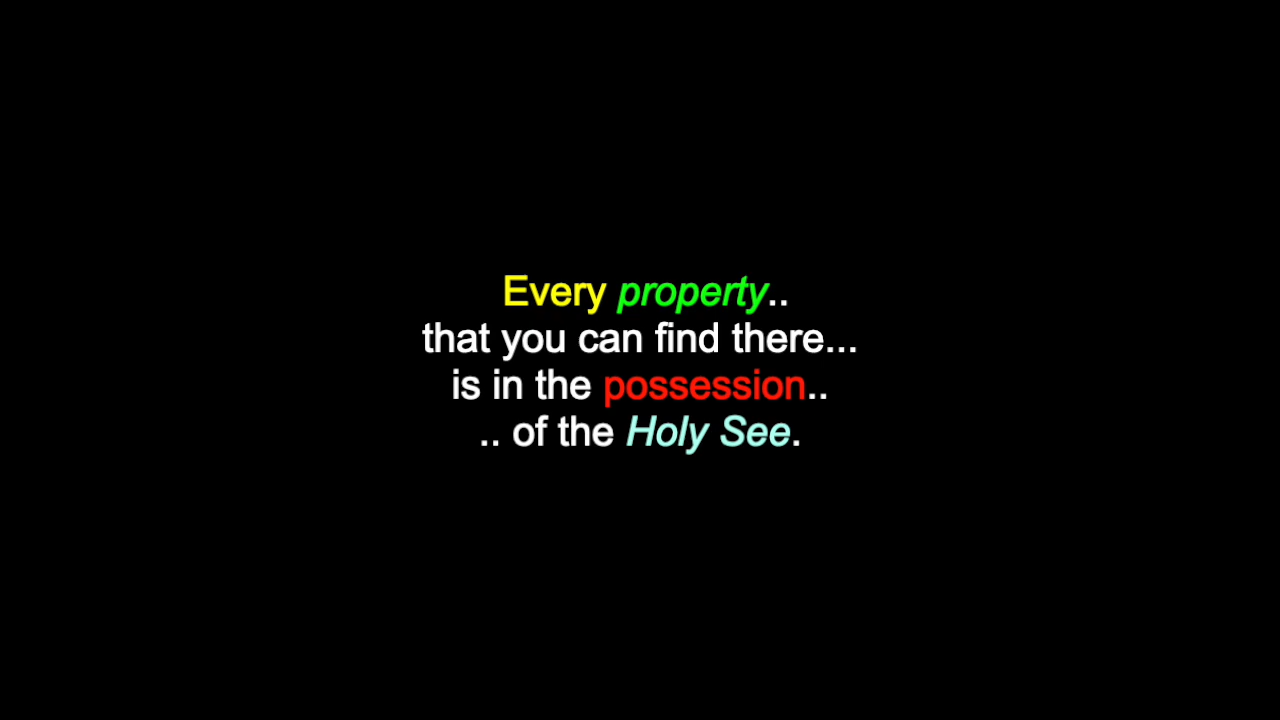 Every property..
that you can find there...
is in the possession..
.. of the Holy See.